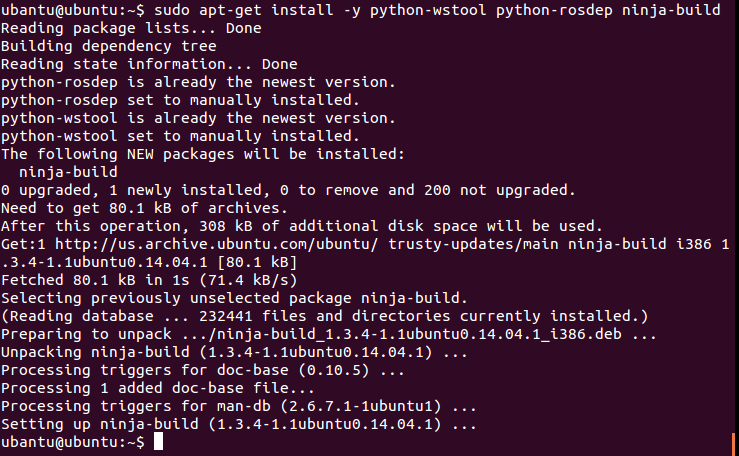 ubantu@ubuntu:~$ sudo apt-get install -y python-wstool python-rosdep ninja-build
Reading package lists... Done
Building dependency tree
Reading state information... Done
python-rosdep is already the newest version.
python-rosdep set to manually installed.
python-wstool is already the newest version.
python-wstool set to manually installed.
The following NEW packages will be installed:
  ninja-build
0 upgraded, 1 newly installed, 0 to remove and 200 not upgraded.
Need to get 80.1 kB of archives.
After this operation, 308 kB of additional disk space will be used.
Get:1 http://us.archive.ubuntu.com/ubuntu/ trusty-updates/main ninja-build i386 1
.3.4-1.1ubuntu0.14.04.1 [80.1 kB]
Fetched 80.1 kB in 1s (71.4 kB/s)
Selecting previously unselected package ninja-build.
(Reading database ... 232441 files and directories currently installed.)
Preparing to unpack .../ninja-build_1.3.4-1.1ubuntu0.14.04.1_i386.deb ...
Unpacking ninja-build (1.3.4-1.1ubuntu0.14.04.1) ...
Processing triggers for doc-base (0.10.5) ...
Processing 1 added doc-base file...
Processing triggers for man-db (2.6.7.1-1ubuntu1) ...
Setting up ninja-build (1.3.4-1.1ubuntu0.14.04.1) ...
ubantu@ubuntu:~$